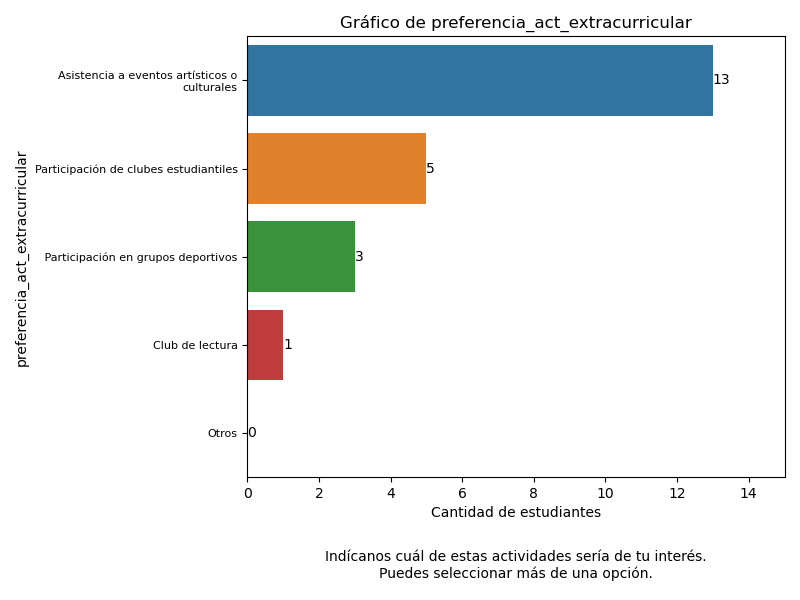 Gráfico de preferencia_act_extracurricular
preferencia_act_extracurricular
Asistencia a eventos artísticos o
culturales
13
Participación de clubes estudiantiles
5
Participación en grupos deportivos
3
Club de lectura
1
Otros
0
0 2 4 6 8 10 12 14
Cantidad de estudiantes
Indícanos cuál de estas actividades sería de tu interés.
Puedes seleccionar más de una opción.